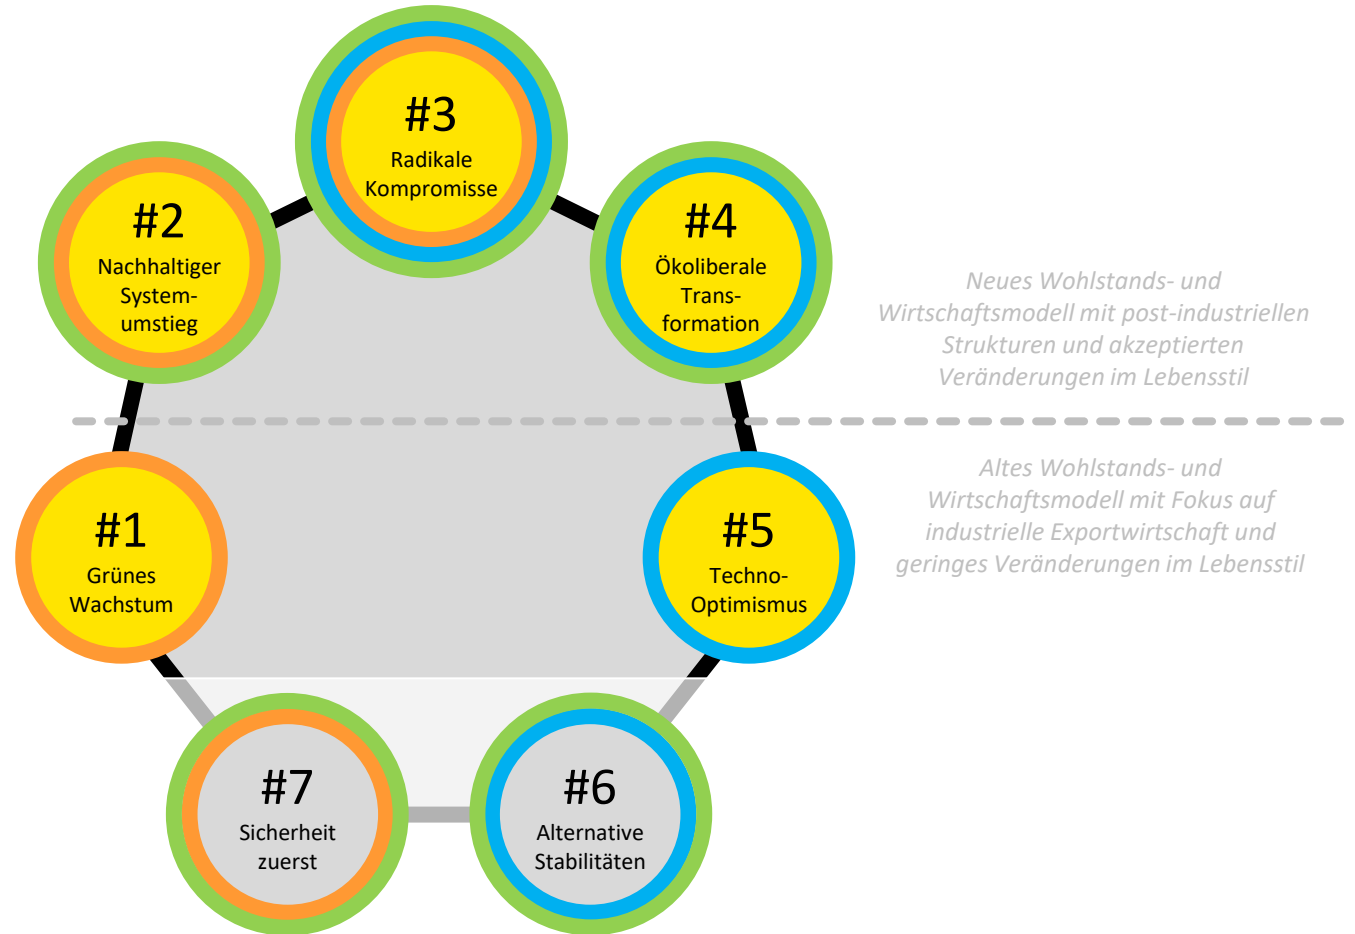 #3
Radikale
Kompromisse
#2
Nachhaltiger
System-
umstieg
#4
Ökoliberale
Trans-
formation
Neues Wohlstands- und
Wirtschaftsmodell mit post-industriellen
Strukturen und akzeptierten
Veränderungen im Lebensstil
Altes Wohlstands- und
Wirtschaftsmodell mit Fokus auf
industrielle Exportwirtschaft und
geringes Veränderungen im Lebensstil
#1
Grünes
Wachstum
#5
Techno-
Optimismus
#7
Sicherheit
zuerst
#6
Alternative
Stabilitäten